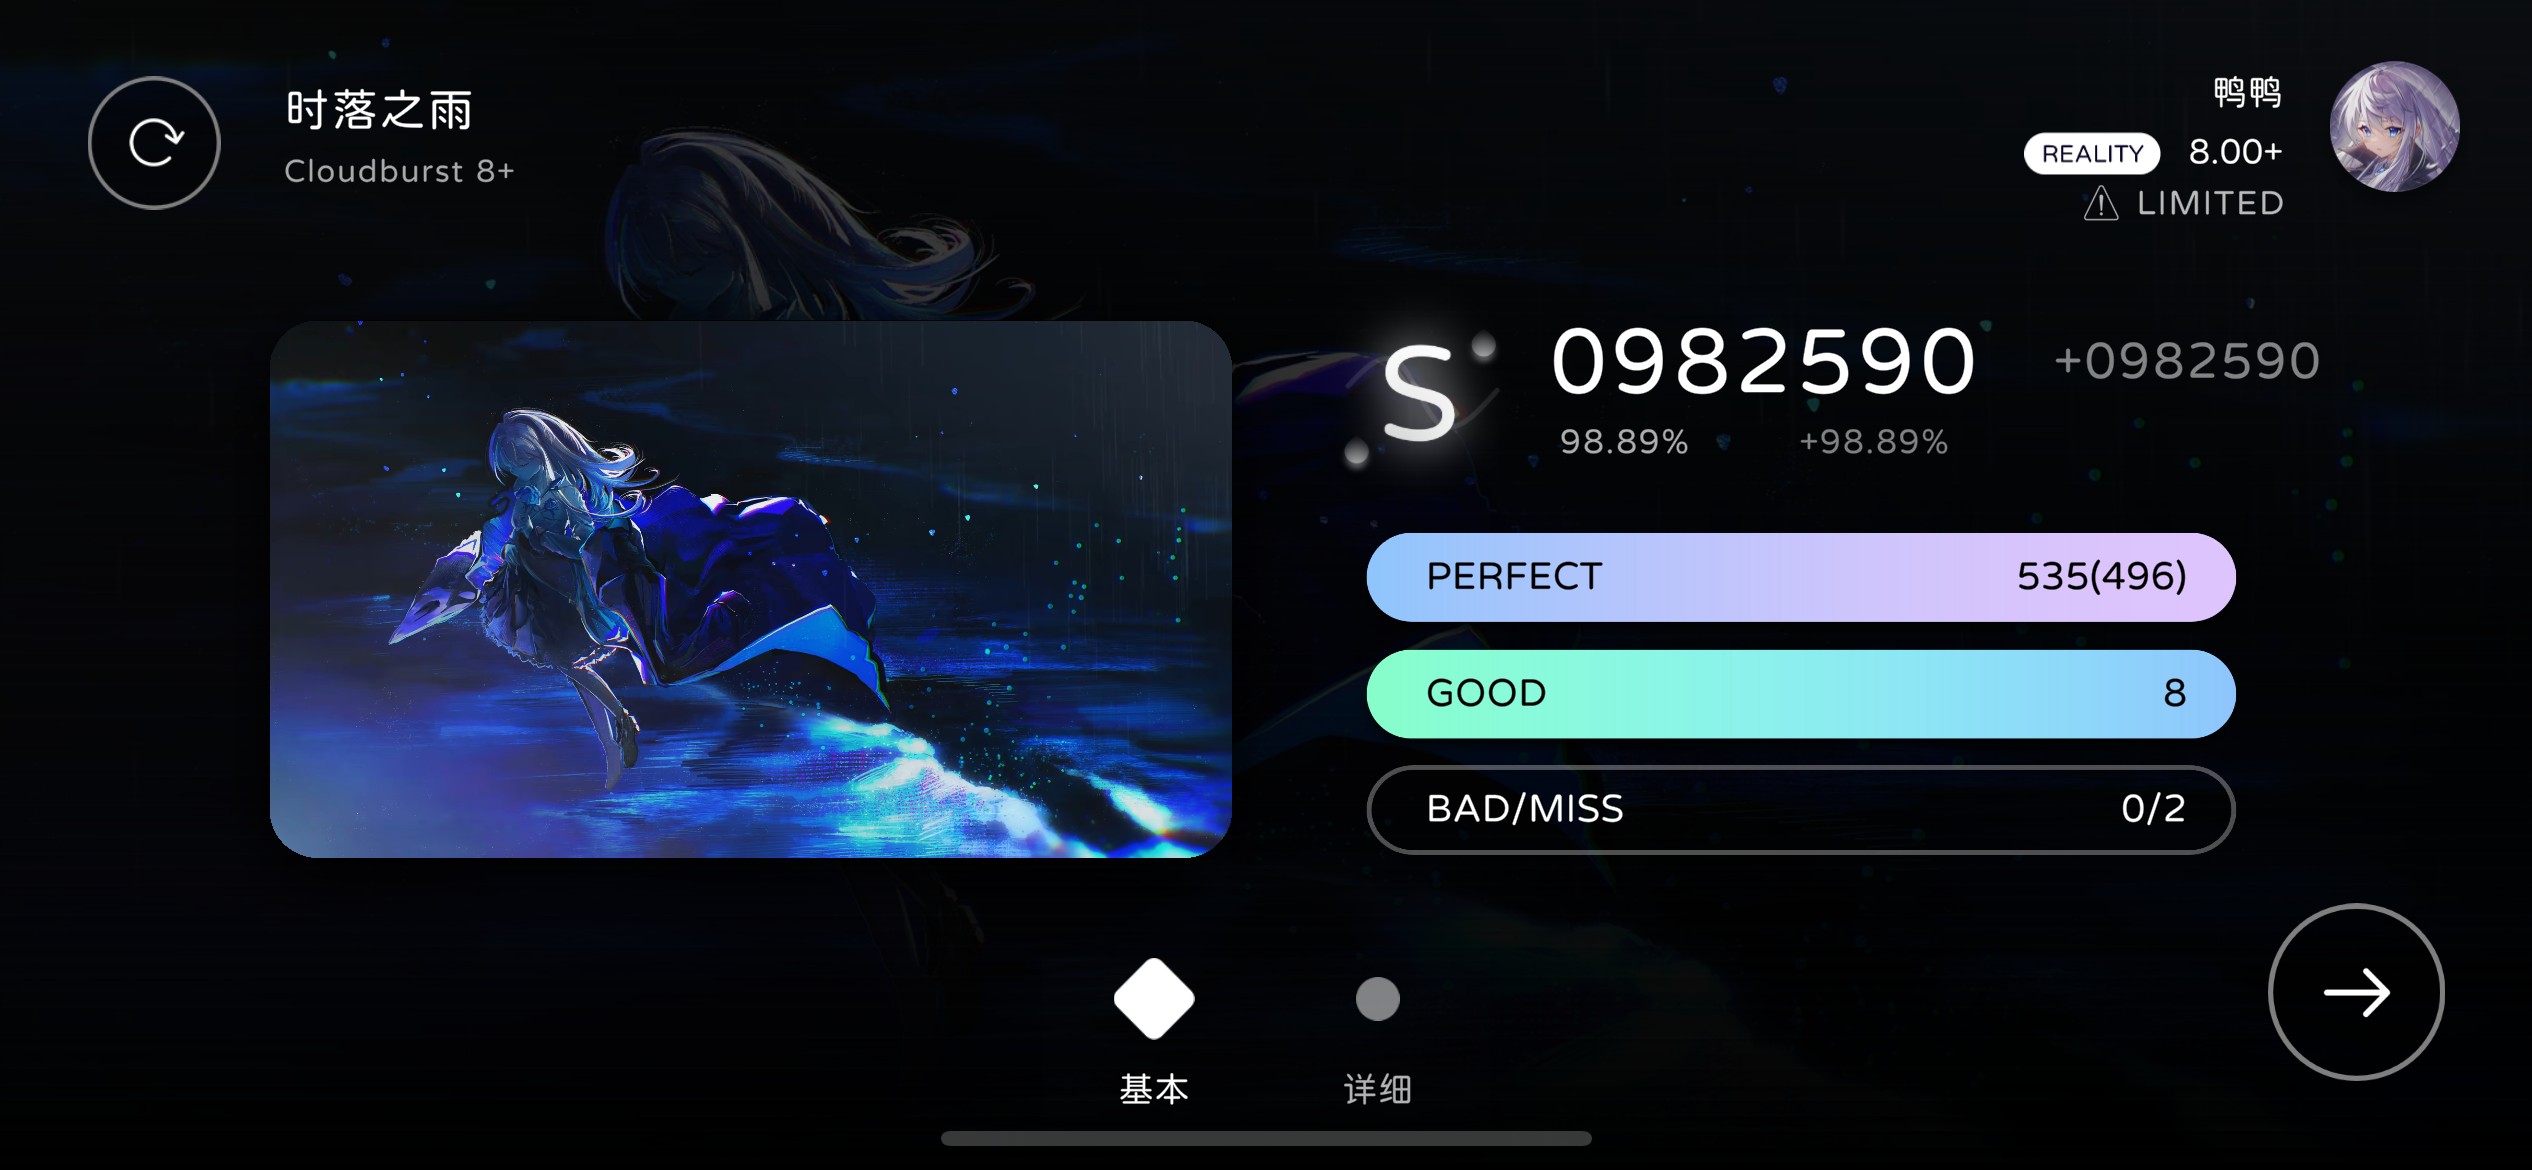 时落之雨
Cloudburst 8+
鸭鸭
REALITY 8.00+
LIMITED
S 0982590 +0982590
98.89% +98.89%
PERFECT 535(496)
GOOD 8
BAD/MISS 0/2
基本 详细